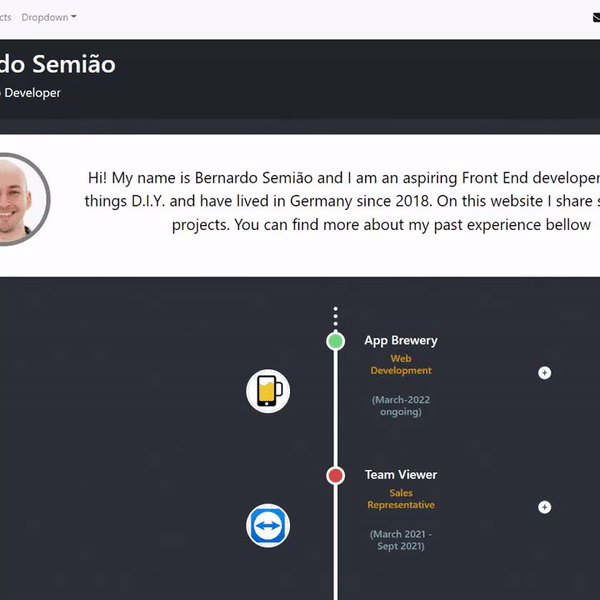 cts Dropdown
do Semião
Developer
Hi! My name is Bernardo Semião and I am an aspiring Front End developer
things D.I.Y. and have lived in Germany since 2018. On this website I share s
projects. You can find more about my past experience bellow
App Brewery
Web
Development
(March-2022
ongoing)
Team Viewer
Sales
Representative
(March 2021 -
Sept 2021)